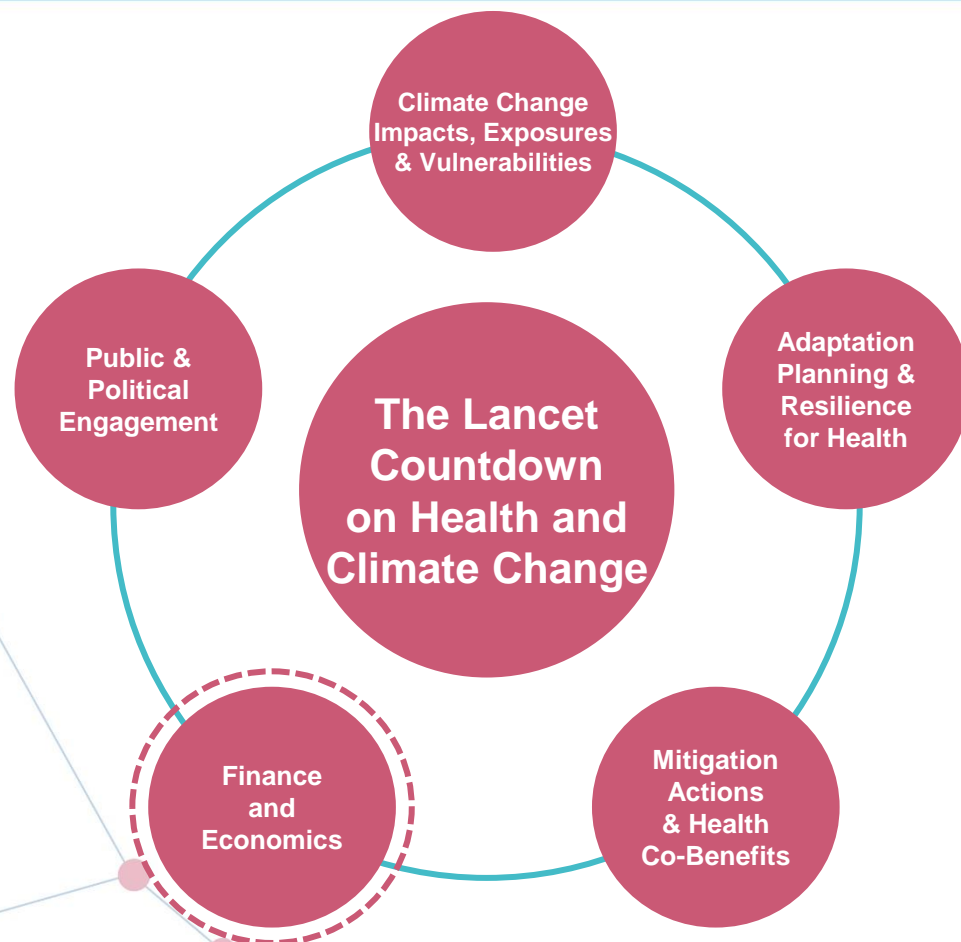 Climate Change
Impacts, Exposures
& Vulnerabilities
Public &
Political
Engagement
Adaptation
Planning &
Resilience
for Health
The Lancet
Countdown
on Health and
Climate Change
Finance
and
Economics
Mitigation
Actions
& Health
Co-Benefits